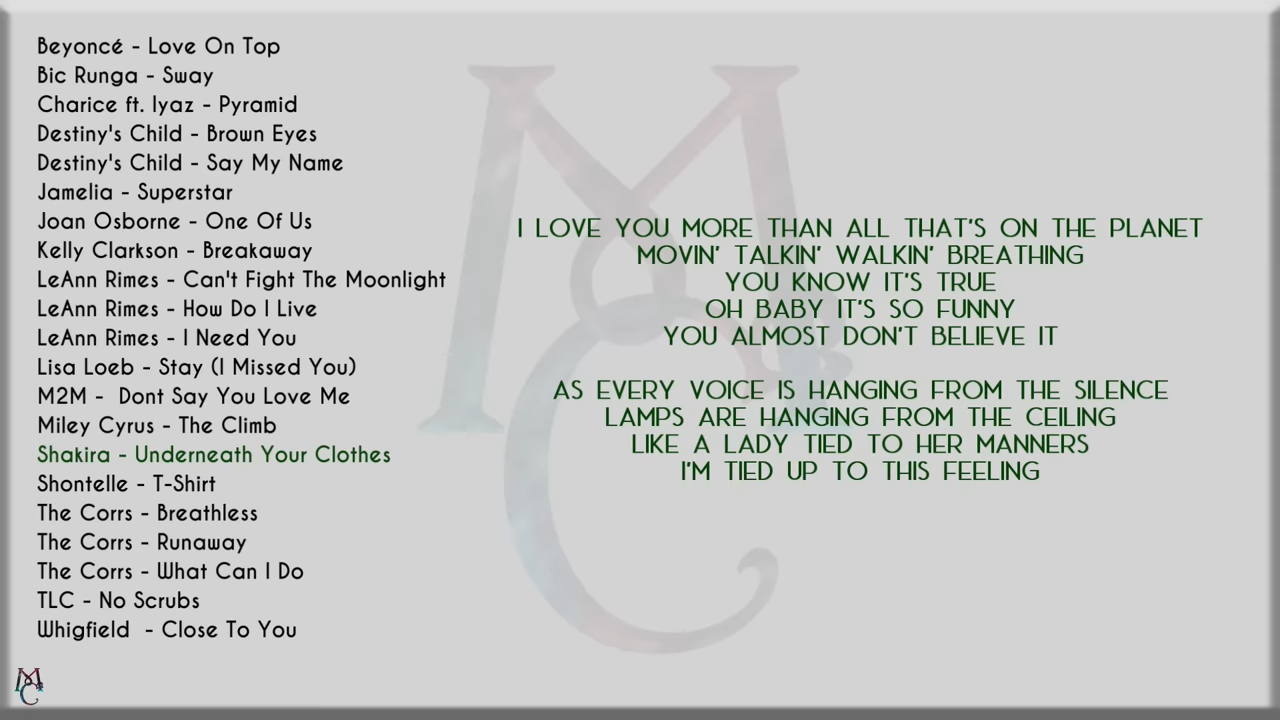 Beyoncé - Love On Top
Bic Runga - Sway
Charice ft. Iyaz - Pyramid
Destiny's Child - Brown Eyes
Destiny's Child - Say My Name
Jamelia - Superstar
Joan Osborne - One Of Us
Kelly Clarkson - Breakaway
LeAnn Rimes - Can't Fight The Moonlight
LeAnn Rimes - How Do I Live
LeAnn Rimes - I Need You
Lisa Loeb - Stay (I Missed You)
M2M -  Dont Say You Love Me
Miley Cyrus - The Climb
Shakira - Underneath Your Clothes
Shontelle - T-Shirt
The Corrs - Breathless
The Corrs - Runaway
The Corrs - What Can I Do
TLC - No Scrubs
Whigfield  - Close To You
I LOVE YOU MORE THAN ALL THAT'S ON THE PLANET
MOVIN' TALKIN' WALKIN' BREATHING
YOU KNOW IT'S TRUE
OH BABY IT'S SO FUNNY
YOU ALMOST DON'T BELIEVE IT
AS EVERY VOICE IS HANGING FROM THE SILENCE
LAMPS ARE HANGING FROM THE CEILING
LIKE A LADY TIED TO HER MANNERS
I'M TIED UP TO THIS FEELING
MC
MC